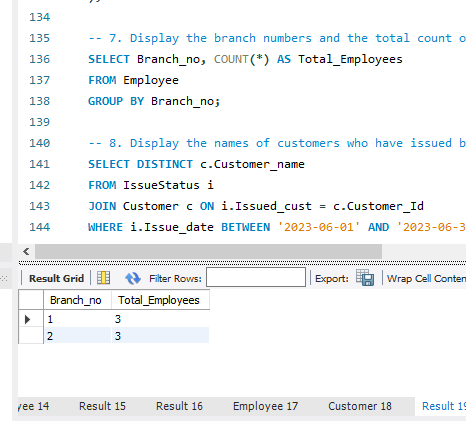 134
135 -- 7. Display the branch numbers and the total count o
136 SELECT Branch_no, COUNT(*) AS Total_Employees
137 FROM Employee
138 GROUP BY Branch_no;
139
140 -- 8. Display the names of customers who have issued b
141 SELECT DISTINCT c.Customer_name
142 FROM IssueStatus i
143 JOIN Customer c ON i.Issued_cust = c.Customer_Id
144 WHERE i.Issue_date BETWEEN '2023-06-01' AND '2023-06-3
Result Grid Filter Rows: Export: Wrap Cell Conten
Branch_no Total_Employees
1 3
2 3
yee 14 Result 15 Result 16 Employee 17 Customer 18 Result 19